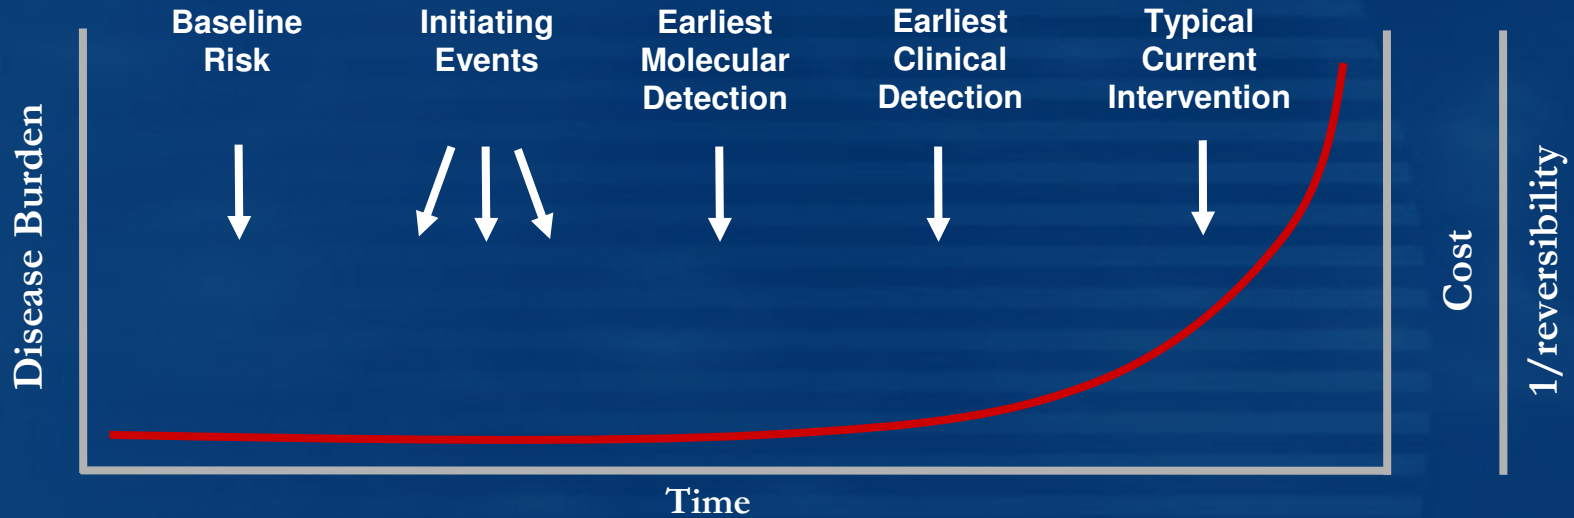 Baseline
Risk
Initiating
Events
Earliest
Molecular
Detection
Earliest
Clinical
Detection
Typical
Current
Intervention
Disease Burden
Cost
1/reversibility
Time